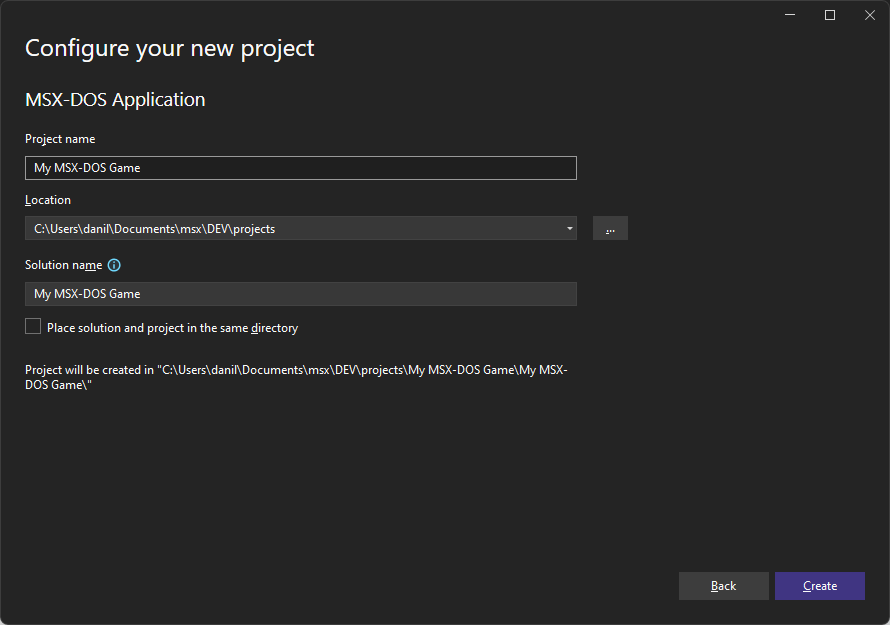 Configure your new project
MSX-DOS Application
Project name
My MSX-DOS Game
Location
C:\Users\danil\Documents\msx\DEV\projects
...
Solution name
My MSX-DOS Game
Place solution and project in the same directory
Project will be created in "C:\Users\danil\Documents\msx\DEV\projects\My MSX-DOS Game\My MSX-
DOS Game\"
Back
Create